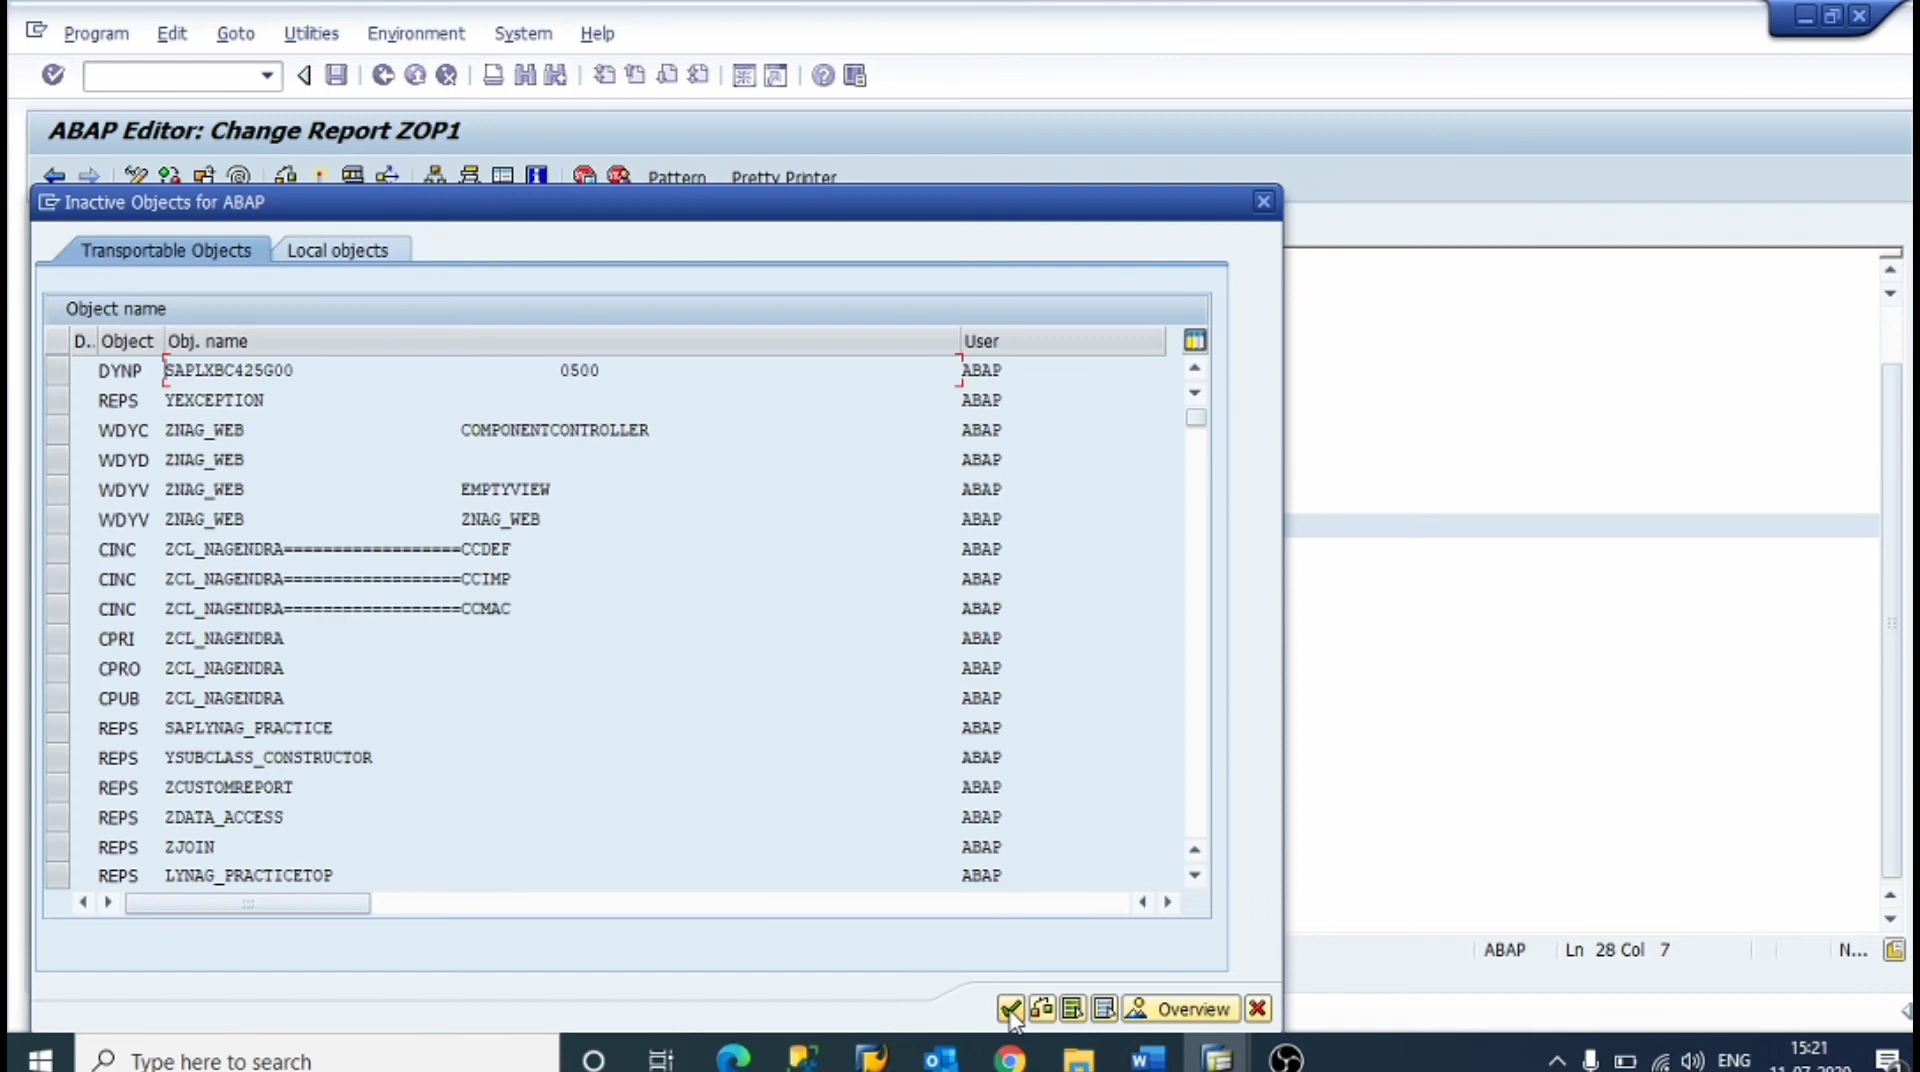 Program Edit Goto Utilities Environment System Help
ABAP Editor: Change Report ZOP1
Pattern Pretty Printer
Inactive Objects for ABAP
Transportable Objects Local objects
Object name
D.. Object Obj. name User
DYNP SAPLXBC425G00 0500 ABAP
REPS YEXCEPTION ABAP
WDYC ZNAG_WEB COMPONENTCONTROLLER ABAP
WDYD ZNAG_WEB ABAP
WDYV ZNAG_WEB EMPTYVIEW ABAP
WDYV ZNAG_WEB ZNAG_WEB ABAP
CINC ZCL_NAGENDRA==================CCDEF ABAP
CINC ZCL_NAGENDRA==================CCIMP ABAP
CINC ZCL_NAGENDRA==================CCMAC ABAP
CPRI ZCL_NAGENDRA ABAP
CPRO ZCL_NAGENDRA ABAP
CPUB ZCL_NAGENDRA ABAP
REPS SAPLYNAG_PRACTICE ABAP
REPS YSUBCLASS_CONSTRUCTOR ABAP
REPS ZCUSTOMREPORT ABAP
REPS ZDATA_ACCESS ABAP
REPS ZJOIN ABAP
REPS LYNAG_PRACTICETOP ABAP
ABAP Ln 28 Col 7 N...
Overview
Type here to search ENG 15:21